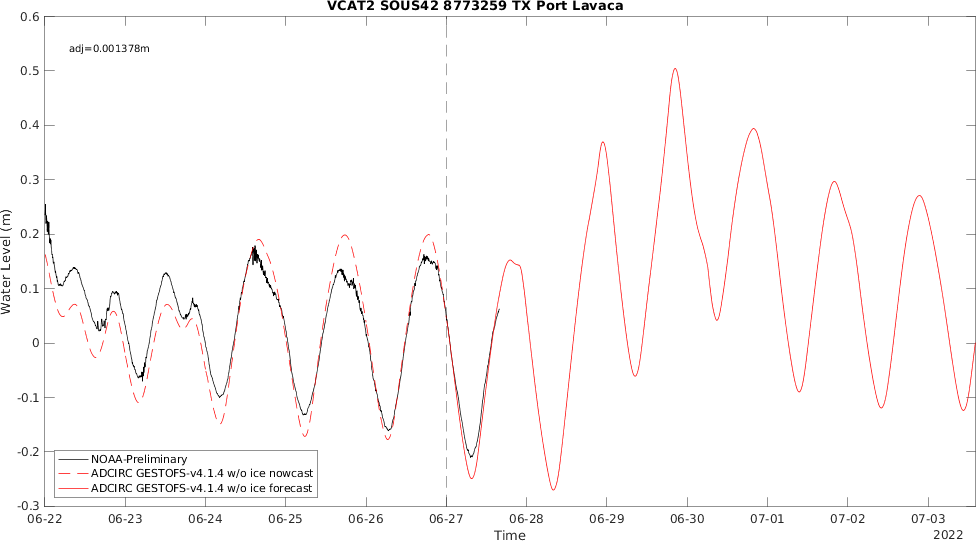 VCAT2 SOUS42 8773259 TX Port Lavaca
adj=0.001378m
Water Level (m)
0.6
0.5
0.4
0.3
0.2
0.1
0
-0.1
-0.2
-0.3
NOAA-Preliminary
ADCIRC GESTOFS-v4.1.4 w/o ice nowcast
ADCIRC GESTOFS-v4.1.4 w/o ice forecast
06-22 06-23 06-24 06-25 06-26 06-27 06-28 06-29 06-30 07-01 07-02 07-03
Time
2022